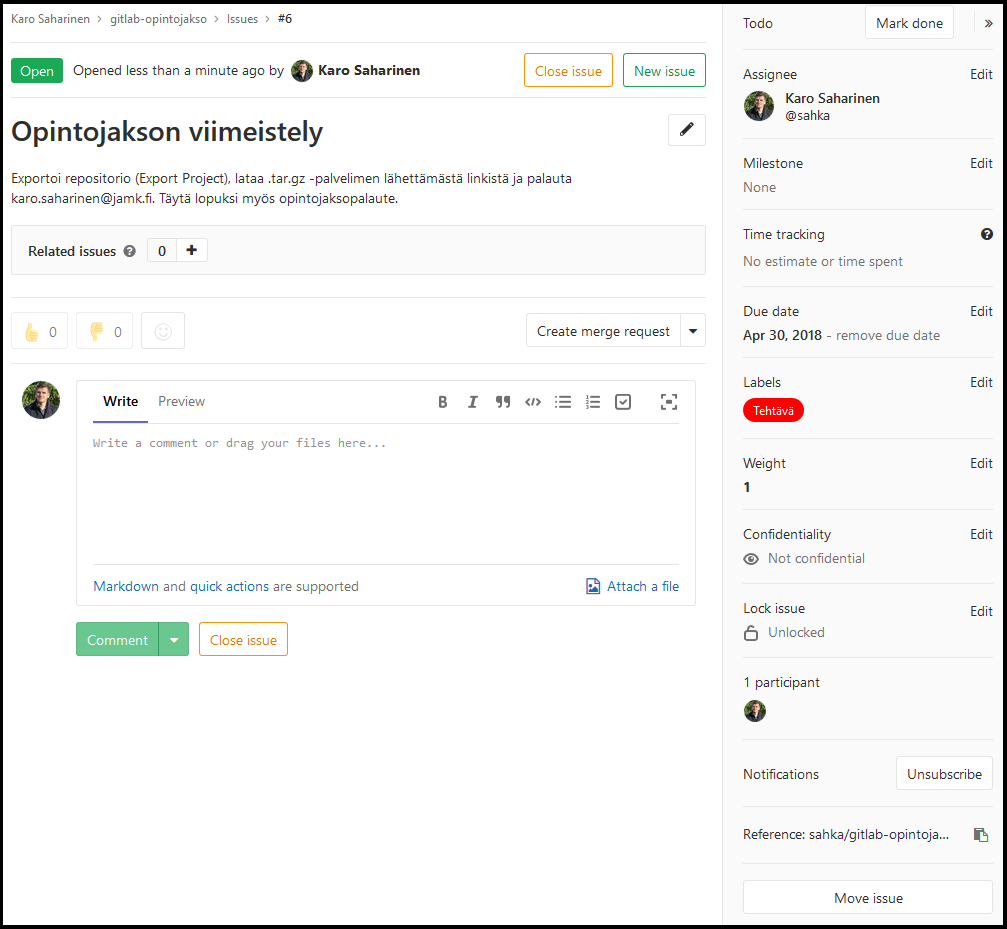 Karo Saharinen > gitlab-opintojakso > Issues > #6
Open Opened less than a minute ago by Karo Saharinen Close issue New issue
Opintojakson viimeistely
Exportoi repositorio (Export Project), lataa .tar.gz -palvelimen lähettämästä linkistä ja palauta
karo.saharinen@jamk.fi. Täytä lopuksi myös opintojaksopalaute.
Related issues ? 0 +
0 0 Create merge request
Write Preview B I
Write a comment or drag your files here...
Markdown and quick actions are supported Attach a file
Comment Close issue
Todo Mark done »
Assignee Edit
Karo Saharinen
@sahka
Milestone Edit
None
Time tracking ?
No estimate or time spent
Due date Edit
Apr 30, 2018 - remove due date
Labels Edit
Tehtävä
Weight Edit
1
Confidentiality Edit
Not confidential
Lock issue Edit
Unlocked
1 participant
Notifications Unsubscribe
Reference: sahka/gitlab-opintoja...
Move issue